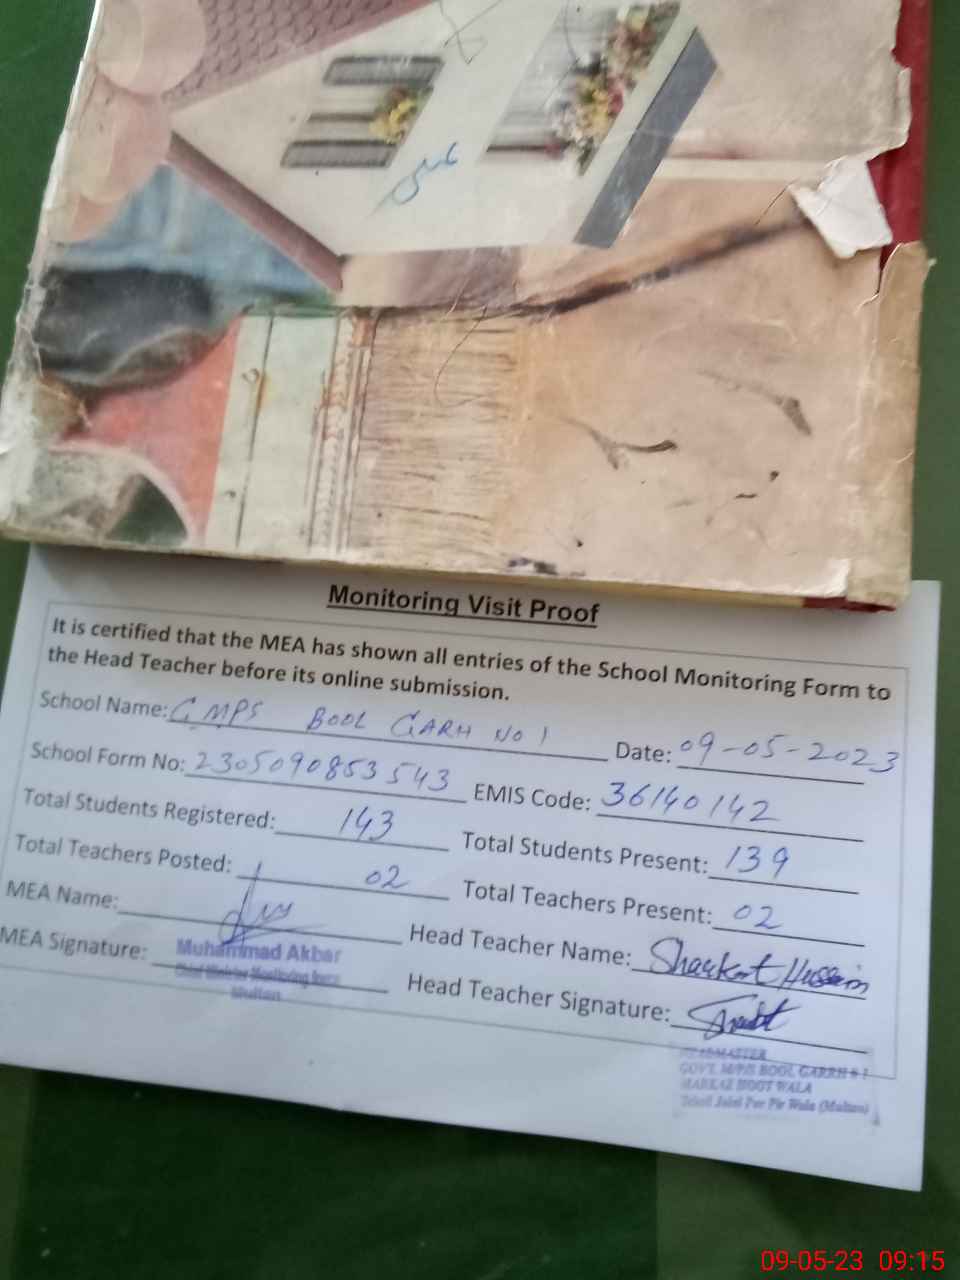 Monitoring Visit Proof
It is certified that the MEA has shown all entries of the School Monitoring Form to
the Head Teacher before its online submission.
School Name: GMPS BOOL GARH NO 1 Date: 09-05-2023
School Form No: 2305090853543 EMIS Code: 36140142
Total Students Registered: 143 Total Students Present: 139
Total Teachers Posted: 02 Total Teachers Present: 02
MEA Name: Head Teacher Name: Shaukat Hussain
MEA Signature: Muhammad Akbar Head Teacher Signature:
Multan
HEADMASTER
GOVT. M/P/S BOOL GARRH # 1
MARKAZ HOOT WALA
Tehsil Jalal Pur Pir Wala (Multan)
09-05-23 09:15